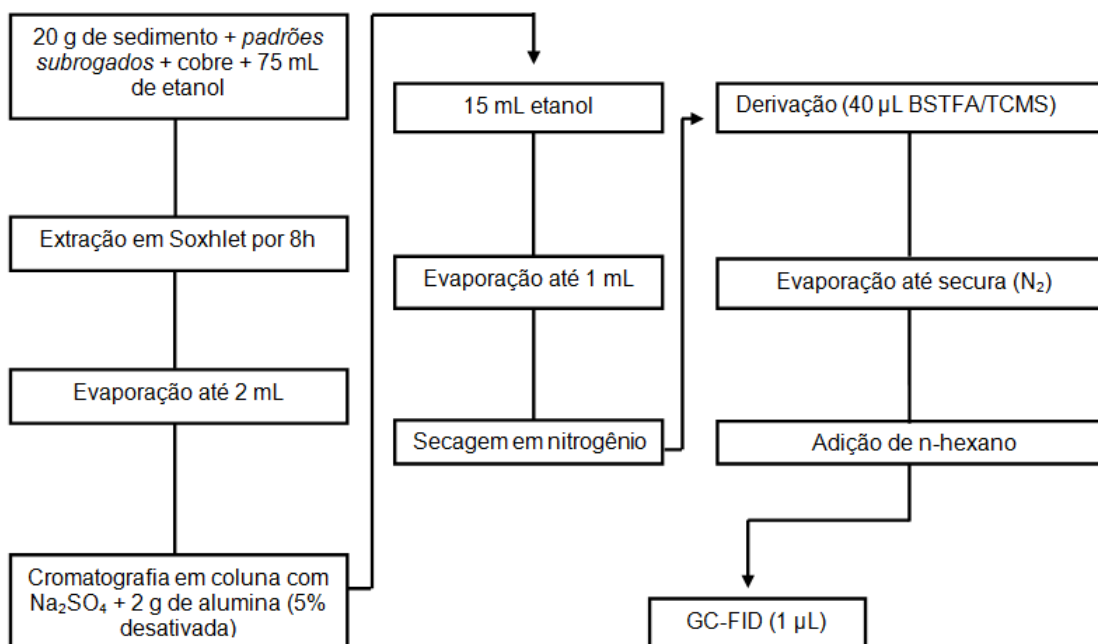 20 g de sedimento + padrões
subrogados + cobre + 75 mL
de etanol
Extração em Soxhlet por 8h
Evaporação até 2 mL
Cromatografia em coluna com
Na₂SO₄ + 2 g de alumina (5%
desativada)
15 mL etanol
Evaporação até 1 mL
Secagem em nitrogênio
Derivação (40 µL BSTFA/TCMS)
Evaporação até secura (N₂)
Adição de n-hexano
GC-FID (1 µL)